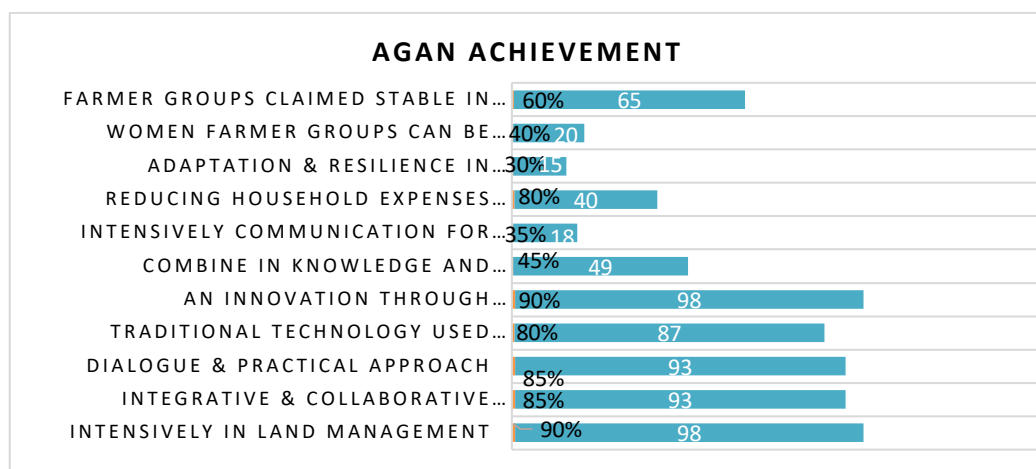 AGAN ACHIEVEMENT
FARMER GROUPS CLAIMED STABLE IN... 60% 65
WOMEN FARMER GROUPS CAN BE... 40% 20
ADAPTATION & RESILIENCE IN... 30% 15
REDUCING HOUSEHOLD EXPENSES... 80% 40
INTENSIVELY COMMUNICATION FOR... 35% 18
COMBINE IN KNOWLEDGE AND... 45% 49
AN INNOVATION THROUGH... 90% 98
TRADITIONAL TECHNOLOGY USED... 80% 87
DIALOGUE & PRACTICAL APPROACH 85% 93
INTEGRATIVE & COLLABORATIVE... 85% 93
INTENSIVELY IN LAND MANAGEMENT 90% 98